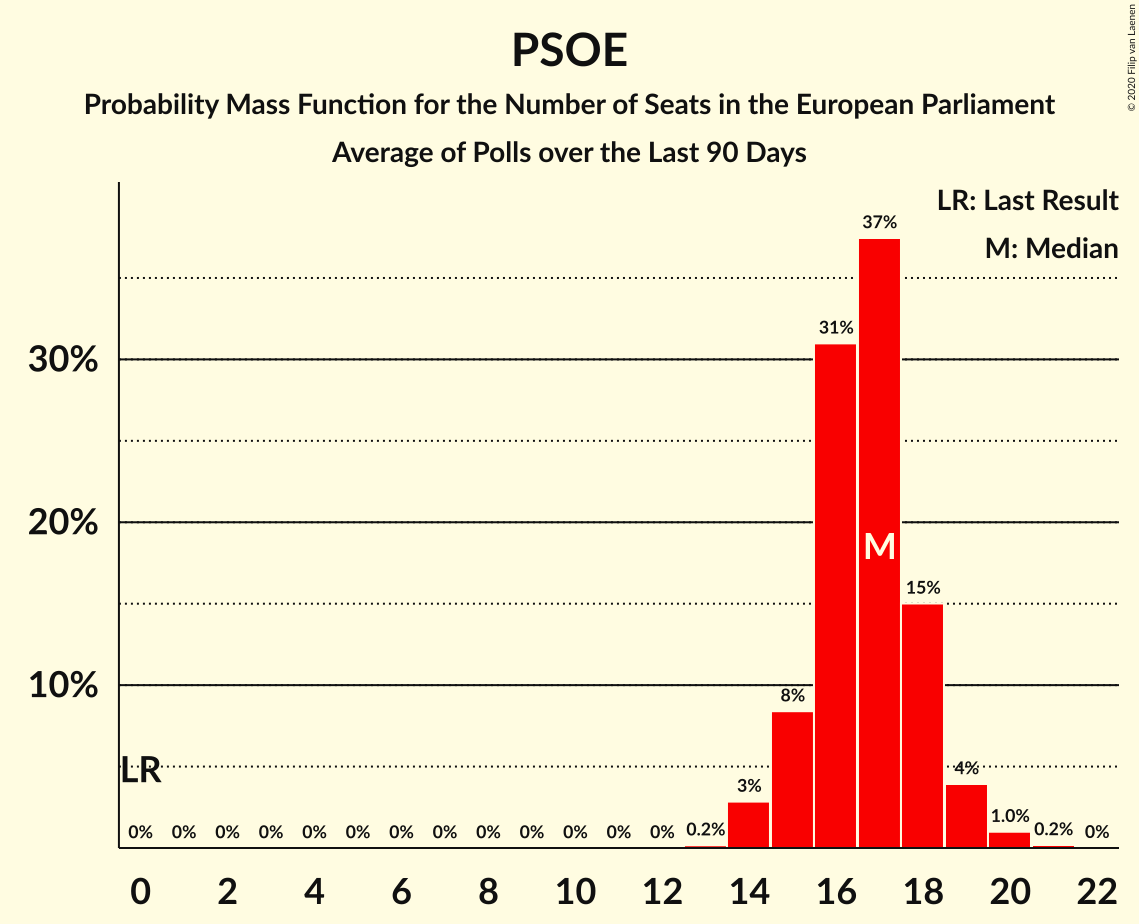 PSOE
Probability Mass Function for the Number of Seats in the European Parliament
Average of Polls over the Last 90 Days
© 2020 Filip van Laenen
LR: Last Result
M: Median
37%
31%
30%
20%
M
15%
10%
8%
LR
4%
3%
0% 0% 0% 0% 0% 0% 0% 0% 0% 0% 0% 0% 0% 0.2% 1.0% 0.2% 0%
0 2 4 6 8 10 12 14 16 18 20 22